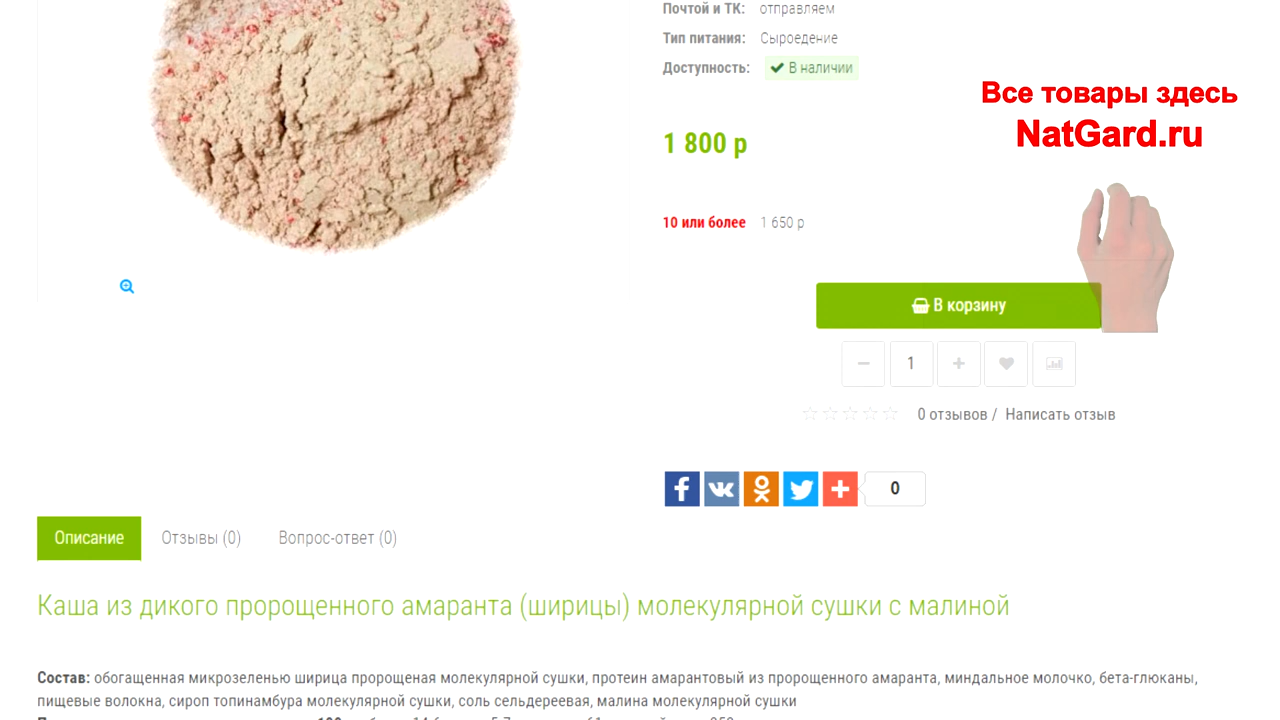 Почтой и ТК: отправляем
Тип питания: Сыроедение
Доступность: В наличии
Все товары здесь
NatGard.ru
1 800 р
10 или более 1 650 р
В корзину
1
0 отзывов / Написать отзыв
0
Описание Отзывы (0) Вопрос-ответ (0)
Каша из дикого пророщенного амаранта (ширицы) молекулярной сушки с малиной
Состав: обогащенная микрозеленью ширица пророщеная молекулярной сушки, протеин амарантовый из пророщенного амаранта, миндальное молочко, бета-глюканы,
пищевые волокна, сироп топинамбура молекулярной сушки, соль сельдереевая, малина молекулярной сушки